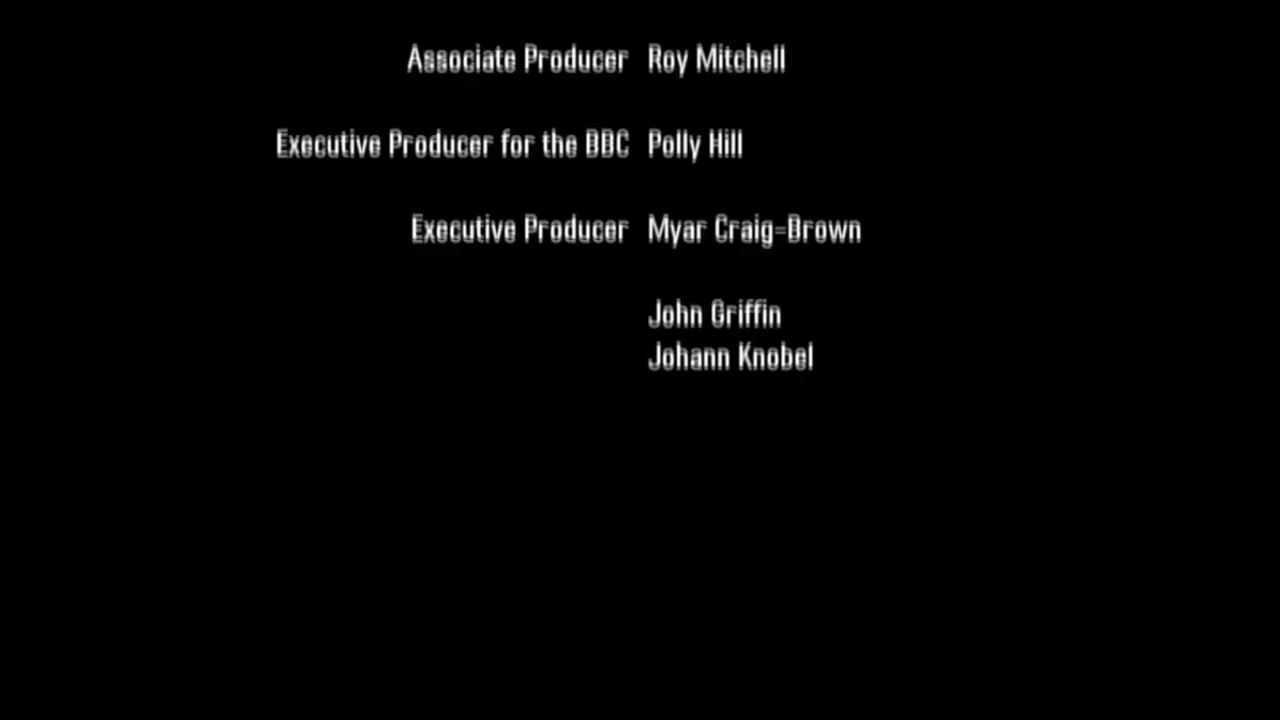 Associate Producer Roy Mitchell
Executive Producer for the BBC Polly Hill
Executive Producer Myar Craig-Brown
John Griffin
Johann Knobel